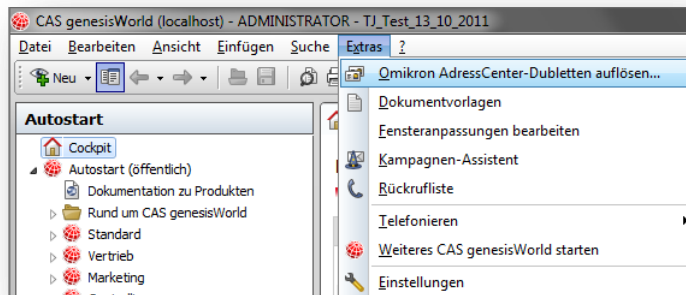 CAS genesisWorld (localhost) - ADMINISTRATOR - TJ_Test_13_10_2011
Datei Bearbeiten Ansicht Einfügen Suche Extras ?
Neu
Omikron AdressCenter-Dubletten auflösen...
Dokumentvorlagen
Fensteranpassungen bearbeiten
Kampagnen-Assistent
Rückrufliste
Telefonieren
Weiteres CAS genesisWorld starten
Einstellungen
Autostart
Cockpit
Autostart (öffentlich)
Dokumentation zu Produkten
Rund um CAS genesisWorld
Standard
Vertrieb
Marketing